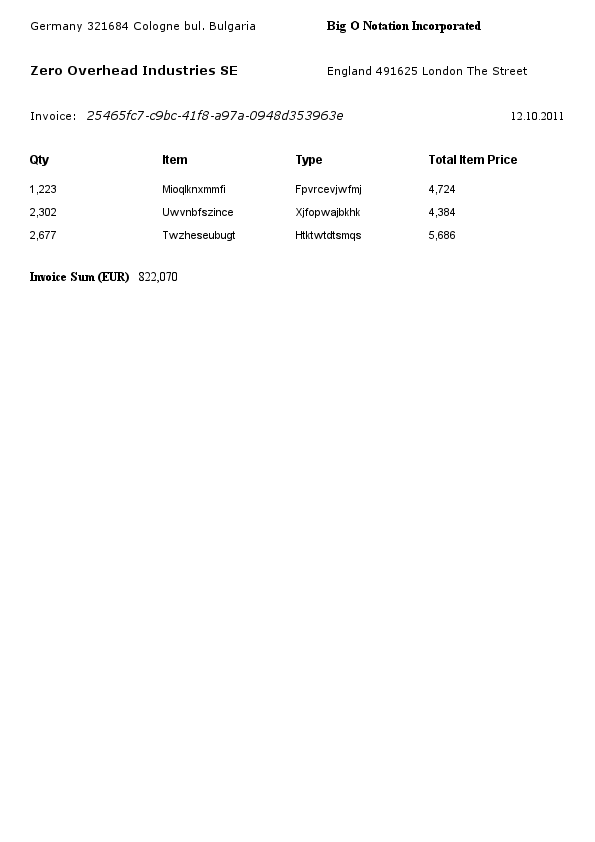 Germany 321684 Cologne bul. Bulgaria Big O Notation Incorporated
Zero Overhead Industries SE England 491625 London The Street
Invoice: 25465fc7-c9bc-41f8-a97a-0948d353963e 12.10.2011
Qty Item Type Total Item Price
1,223 Mioqlknxmmfi Fpvrcevjwfmj 4,724
2,302 Uwvnbfszince Xjfopwajbkhk 4,384
2,677 Twzheseubugt Htktwtdtsmqs 5,686
Invoice Sum (EUR) 822,070